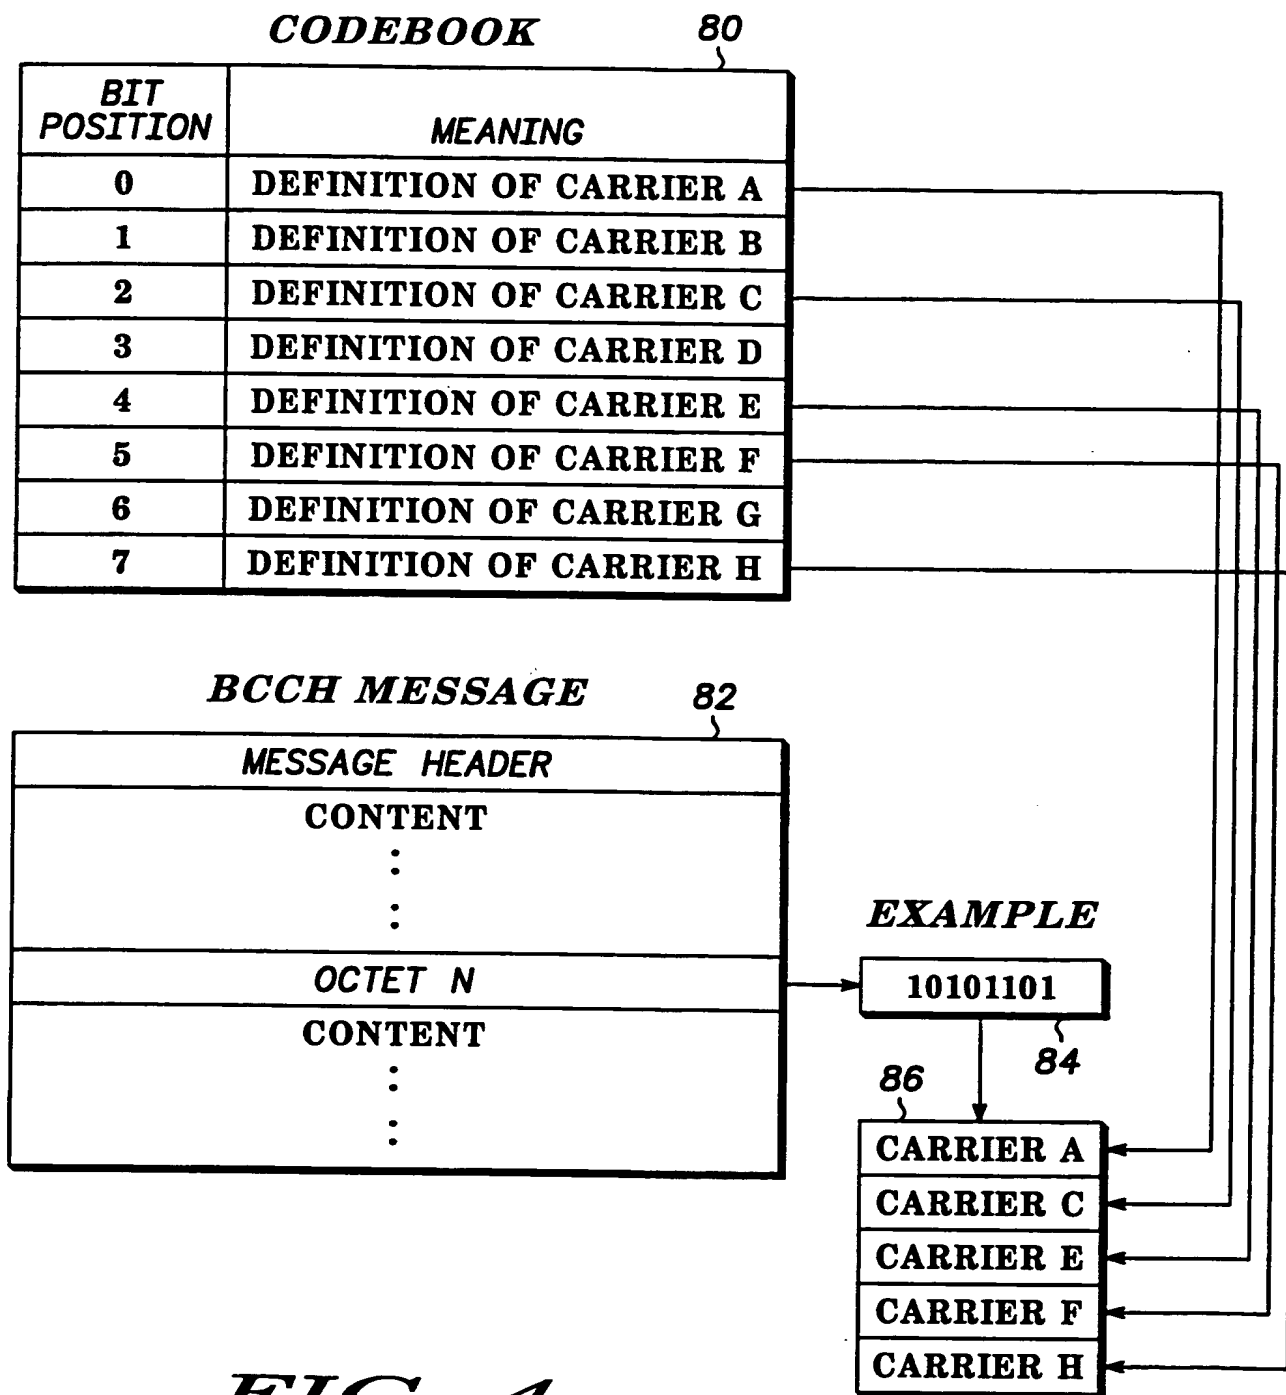 CODEBOOK 80
BIT POSITION MEANING
0 DEFINITION OF CARRIER A
1 DEFINITION OF CARRIER B
2 DEFINITION OF CARRIER C
3 DEFINITION OF CARRIER D
4 DEFINITION OF CARRIER E
5 DEFINITION OF CARRIER F
6 DEFINITION OF CARRIER G
7 DEFINITION OF CARRIER H
BCCH MESSAGE 82
MESSAGE HEADER
CONTENT
OCTET N
CONTENT
EXAMPLE
10101101
84
86
CARRIER A
CARRIER C
CARRIER E
CARRIER F
CARRIER H